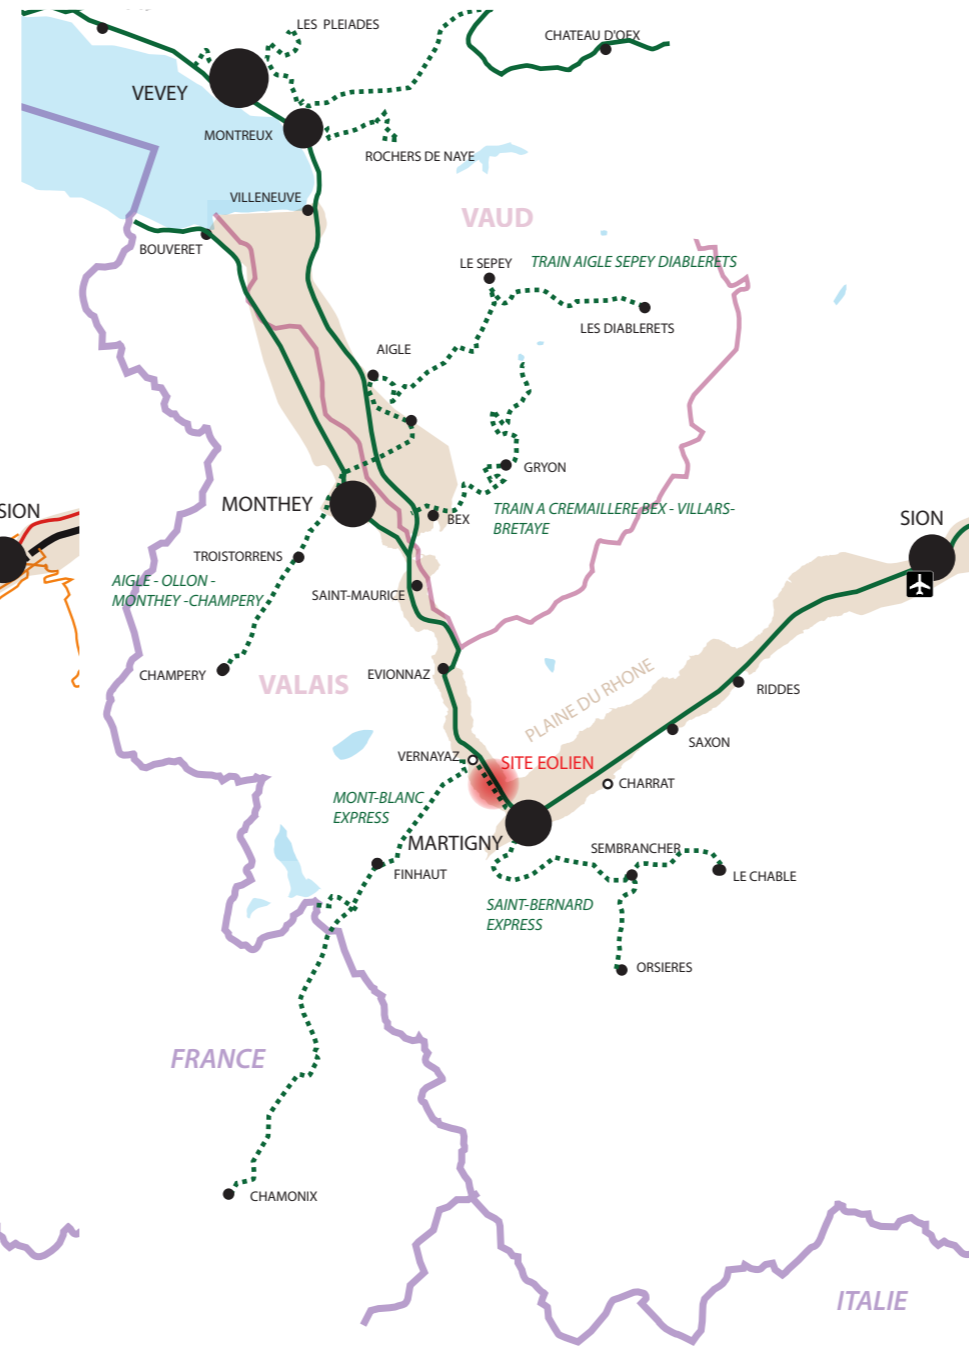 LES PLEIADES
CHATEAU D'OEX
VEVEY
MONTREUX
ROCHERS DE NAYE
VILLENEUVE
VAUD
BOUVERET
LE SEPEY
TRAIN AIGLE SEPEY DIABLERETS
LES DIABLERETS
AIGLE
GRYON
MONTHEY
TRAIN A CREMAILLERE BEX - VILLARS-
BRETAYE
BEX
SION
SION
TROISTORRENS
AIGLE - OLLON -
MONTHEY -CHAMPERY
SAINT-MAURICE
CHAMPERY
VALAIS
EVIONNAZ
PLAINE DU RHONE
RIDDES
SAXON
VERNAYAZ
SITE EOLIEN
CHARRAT
MONT-BLANC
EXPRESS
MARTIGNY
SEMBRANCHER
FINHAUT
LE CHABLE
SAINT-BERNARD
EXPRESS
ORSIERES
FRANCE
CHAMONIX
ITALIE